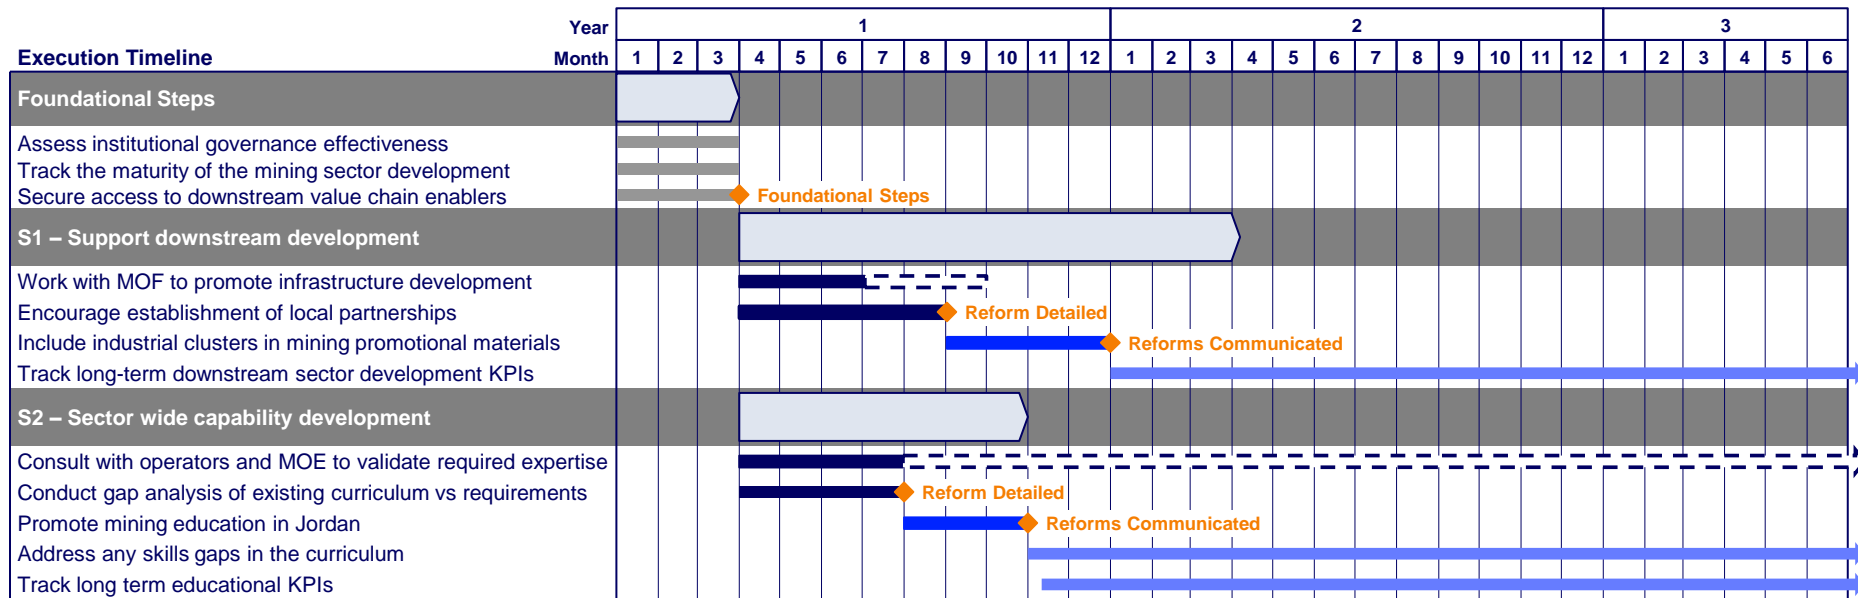 Year 1 2 3
Execution Timeline Month 1 2 3 4 5 6 7 8 9 10 11 12 1 2 3 4 5 6 7 8 9 10 11 12 1 2 3 4 5 6
Foundational Steps
Assess institutional governance effectiveness
Track the maturity of the mining sector development
Secure access to downstream value chain enablers Foundational Steps
S1 – Support downstream development
Work with MOF to promote infrastructure development
Encourage establishment of local partnerships Reform Detailed
Include industrial clusters in mining promotional materials Reforms Communicated
Track long-term downstream sector development KPIs
S2 – Sector wide capability development
Consult with operators and MOE to validate required expertise
Conduct gap analysis of existing curriculum vs requirements Reform Detailed
Promote mining education in Jordan Reforms Communicated
Address any skills gaps in the curriculum
Track long term educational KPIs